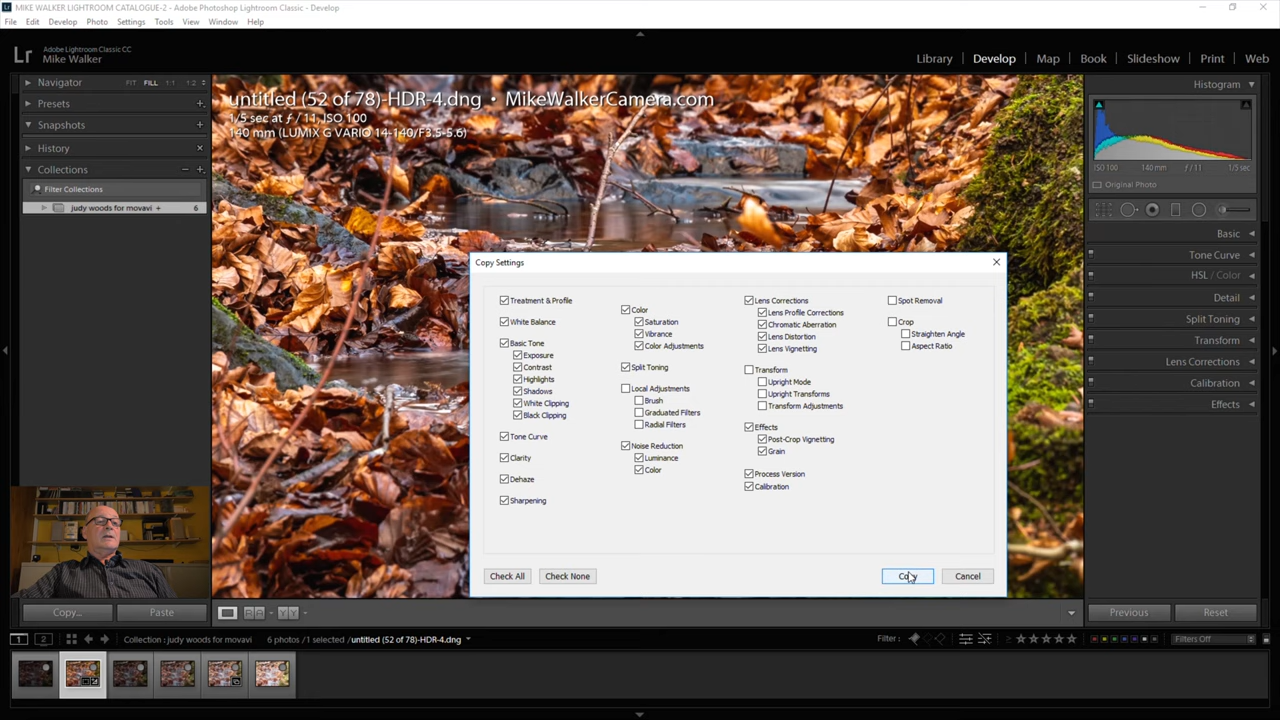 MIKE WALKER LIGHTROOM CATALOGUE-2 - Adobe Photoshop Lightroom Classic - Develop
File Edit Develop Photo Settings Tools View Window Help
Lr
Adobe Lightroom Classic CC
Mike Walker
Library | Develop | Map | Book | Slideshow | Print | Web
Navigator FIT FILL 1:1 1:2
Presets
Snapshots
History
Collections
Filter Collections
judy woods for movavi + 6
untitled (52 of 78)-HDR-4.dng • MikeWalkerCamera.com
1/5 sec at ƒ / 11, ISO 100
140 mm (LUMIX G VARIO 14-140/F3.5-5.6)
Histogram
ISO 100 140 mm f / 11 1/5 sec
Original Photo
Basic
Tone Curve
HSL / Color
Detail
Split Toning
Transform
Lens Corrections
Calibration
Effects
Copy Settings
Treatment & Profile
White Balance
Basic Tone
Exposure
Contrast
Highlights
Shadows
White Clipping
Black Clipping
Tone Curve
Clarity
Dehaze
Sharpening
Color
Saturation
Vibrance
Color Adjustments
Split Toning
Local Adjustments
Brush
Graduated Filters
Radial Filters
Noise Reduction
Luminance
Color
Lens Corrections
Lens Profile Corrections
Chromatic Aberration
Lens Distortion
Lens Vignetting
Transform
Upright Mode
Upright Transforms
Transform Adjustments
Effects
Post-Crop Vignetting
Grain
Process Version
Calibration
Spot Removal
Crop
Straighten Angle
Aspect Ratio
Check All Check None Copy Cancel
Copy... Paste
Previous Reset
1 2 Collection : judy woods for movavi 6 photos / 1 selected / untitled (52 of 78)-HDR-4.dng Filter : Filters Off